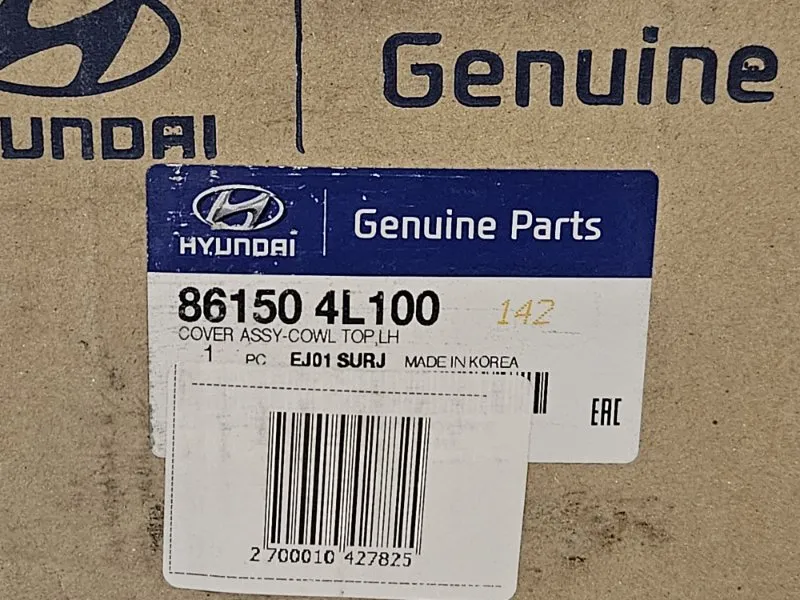 Genuine
HYUNDAI
HYUNDAI
Genuine Parts
86150 4L100
142
COVER ASSY-COWL TOP,LH
1 PC EJ01 SURJ MADE IN KOREA
EAC
2 700010 427825